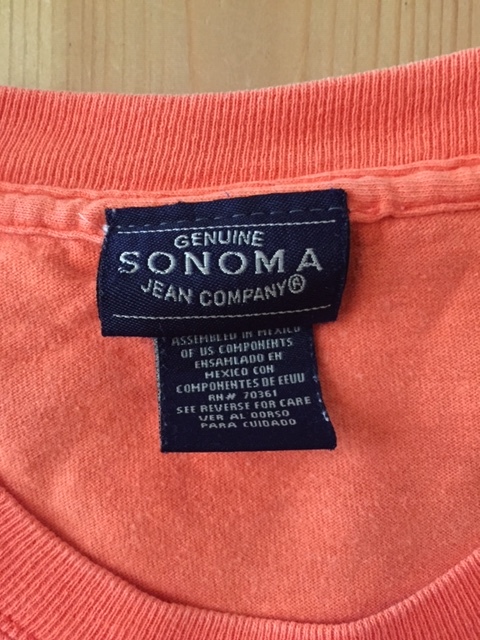 GENUINE
SONOMA
JEAN COMPANY®
ASSEMBLED IN MEXICO
OF US COMPONENTS
ENSAMLADO EN
MEXICO CON
COMPONENTES DE EEUU
RN# 70361
SEE REVERSE FOR CARE
VER AL DORSO
PARA CUIDADO